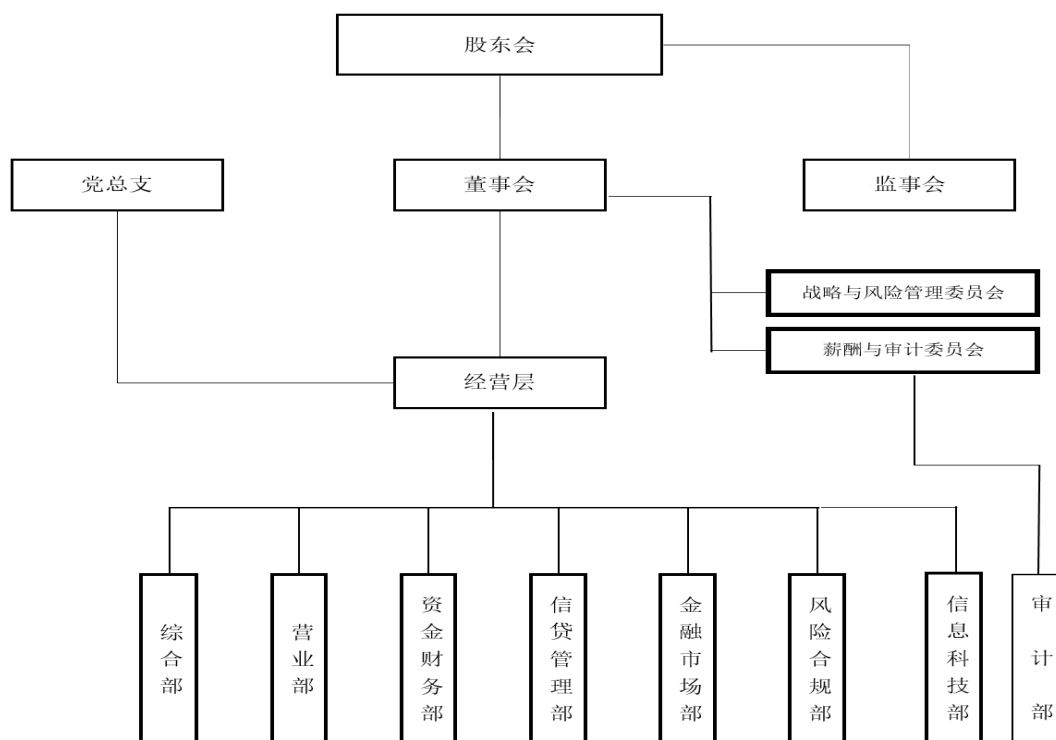 股东会
党总支
董事会
监事会
战略与风险管理委员会
薪酬与审计委员会
经营层
综合部
营业部
资金财务部
信贷管理部
金融市场部
风险合规部
信息科技部
审计部